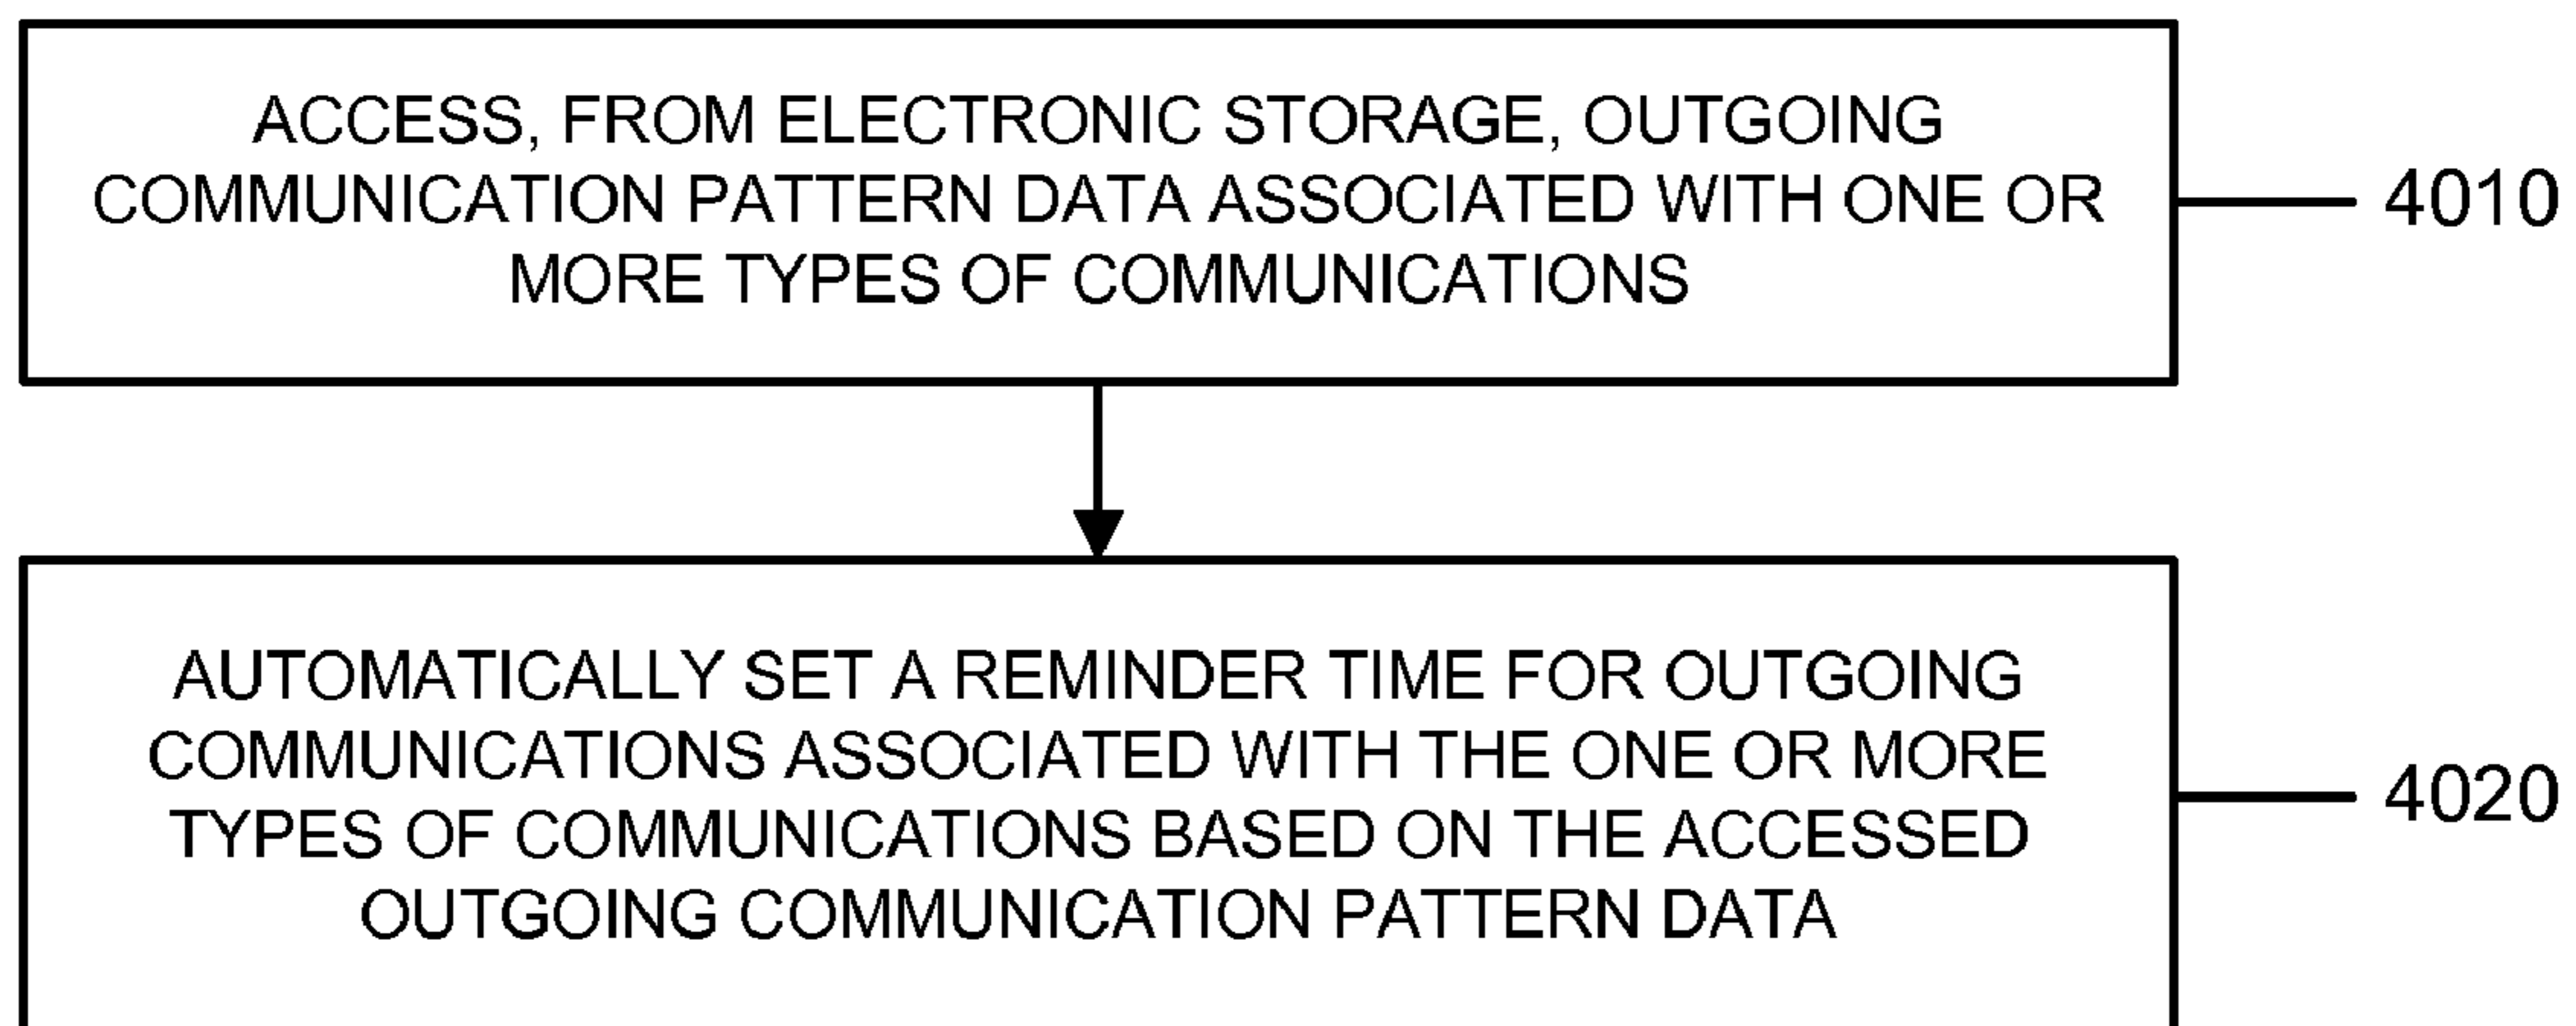 ACCESS, FROM ELECTRONIC STORAGE, OUTGOING
COMMUNICATION PATTERN DATA ASSOCIATED WITH ONE OR
MORE TYPES OF COMMUNICATIONS
4010
AUTOMATICALLY SET A REMINDER TIME FOR OUTGOING
COMMUNICATIONS ASSOCIATED WITH THE ONE OR MORE
TYPES OF COMMUNICATIONS BASED ON THE ACCESSED
OUTGOING COMMUNICATION PATTERN DATA
4020